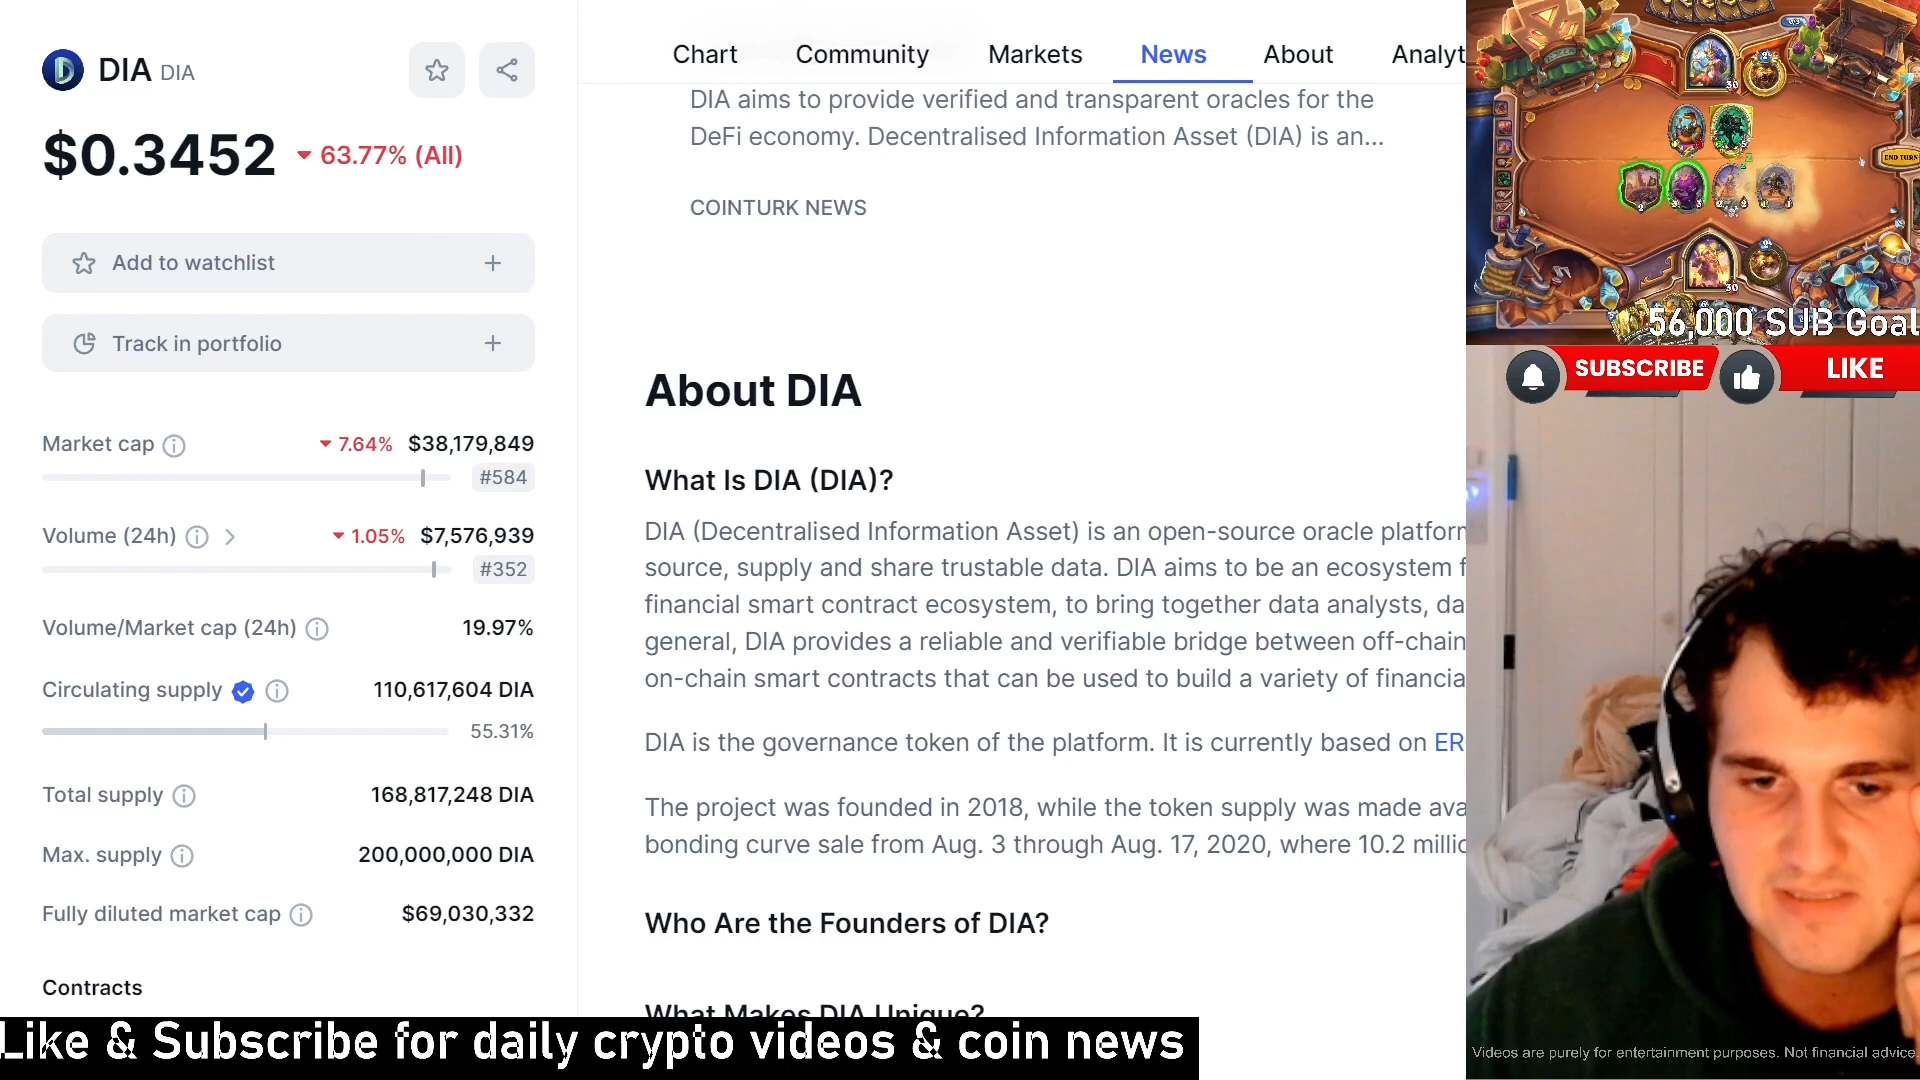 DIA DIA
$0.3452 63.77% (All)
Add to watchlist
Track in portfolio
Market cap 7.64% $38,179,849
#584
Volume (24h) 1.05% $7,576,939
#352
Volume/Market cap (24h) 19.97%
Circulating supply 110,617,604 DIA
55.31%
Total supply 168,817,248 DIA
Max. supply 200,000,000 DIA
Fully diluted market cap $69,030,332
Contracts
Chart Community Markets News About Analyt
DIA aims to provide verified and transparent oracles for the
DeFi economy. Decentralised Information Asset (DIA) is an...
COINTURK NEWS
About DIA
What Is DIA (DIA)?
DIA (Decentralised Information Asset) is an open-source oracle platform
source, supply and share trustable data. DIA aims to be an ecosystem f
financial smart contract ecosystem, to bring together data analysts, da
general, DIA provides a reliable and verifiable bridge between off-chain
on-chain smart contracts that can be used to build a variety of financia
DIA is the governance token of the platform. It is currently based on ER
The project was founded in 2018, while the token supply was made ava
bonding curve sale from Aug. 3 through Aug. 17, 2020, where 10.2 millio
Who Are the Founders of DIA?
What Makes DIA Unique?
END TURN
30
30
56,000 SUB Goal
SUBSCRIBE LIKE
Videos are purely for entertainment purposes. Not financial advice.
Like & Subscribe for daily crypto videos & coin news